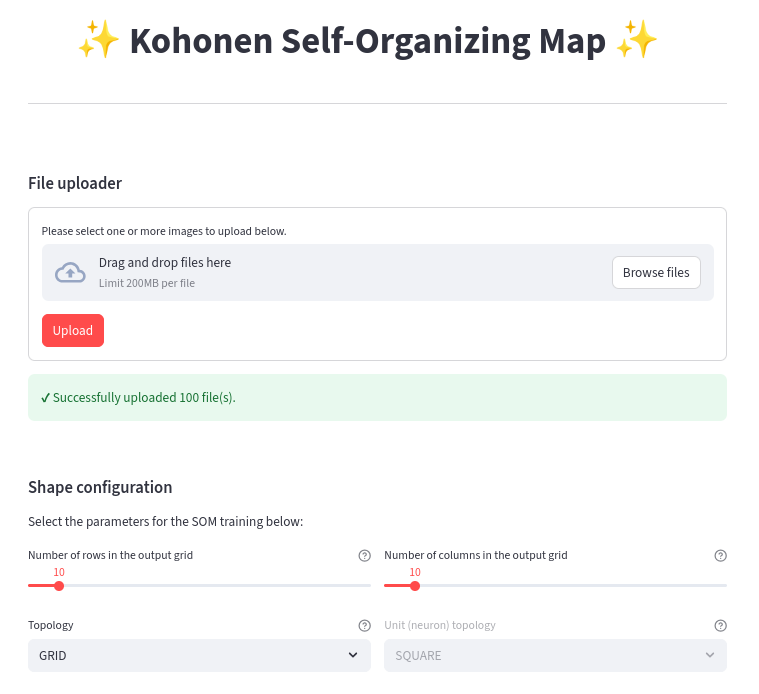 ✨ Kohonen Self-Organizing Map ✨
File uploader
Please select one or more images to upload below.
Drag and drop files here
Limit 200MB per file
Browse files
Upload
✓ Successfully uploaded 100 file(s).
Shape configuration
Select the parameters for the SOM training below:
Number of rows in the output grid
Number of columns in the output grid
10
10
Topology
Unit (neuron) topology
GRID
SQUARE